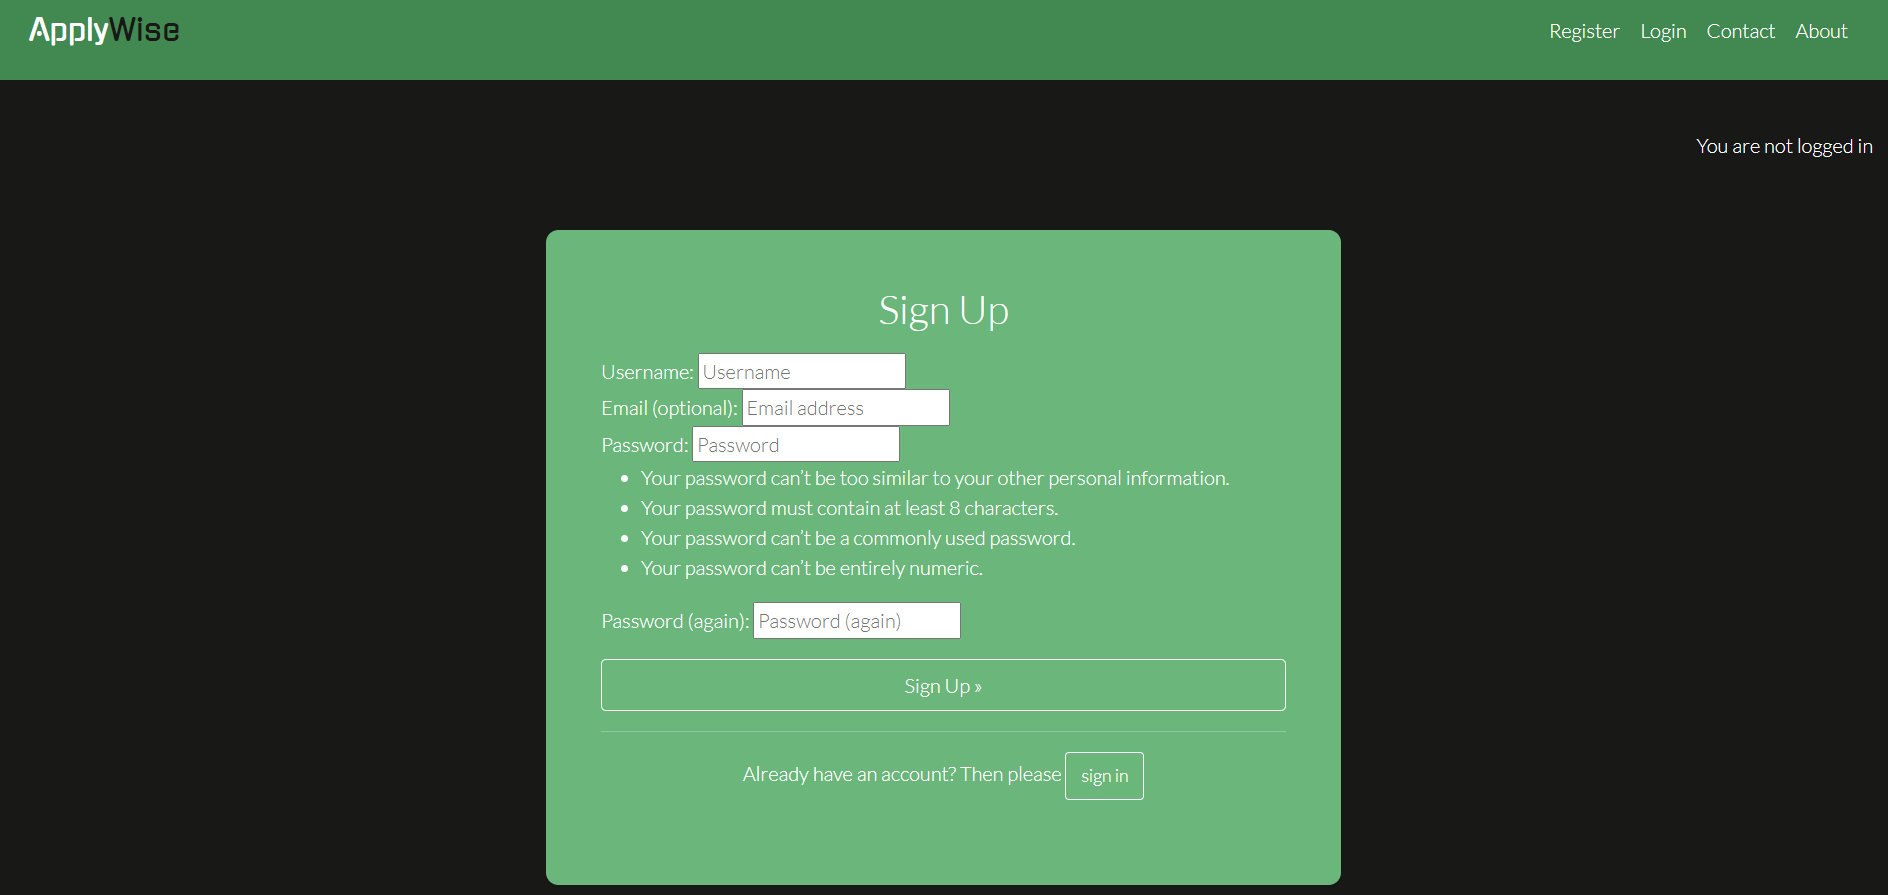 ApplyWise
Register Login Contact About
You are not logged in
Sign Up
Username: Username
Email (optional): Email address
Password: Password
• Your password can’t be too similar to your other personal information.
• Your password must contain at least 8 characters.
• Your password can’t be a commonly used password.
• Your password can’t be entirely numeric.
Password (again): Password (again)
Sign Up »
Already have an account? Then please sign in